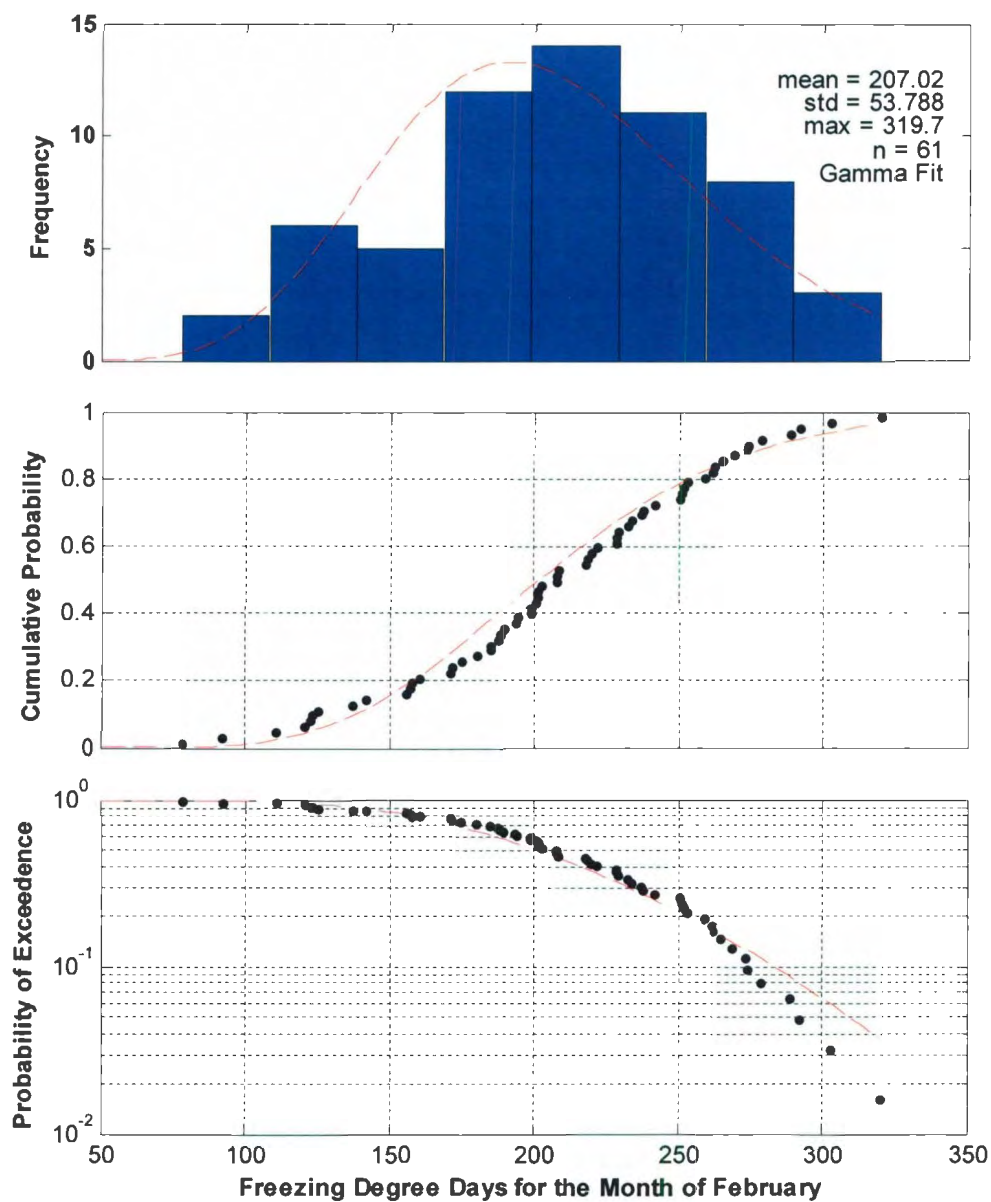 15
10
5
0
Frequency
mean = 207.02
std = 53.788
max = 319.7
n = 61
Gamma Fit
1
0.8
0.6
0.4
0.2
0
Cumulative Probability
10^0
10^-1
10^-2
Probability of Exceedence
50 100 150 200 250 300 350
Freezing Degree Days for the Month of February